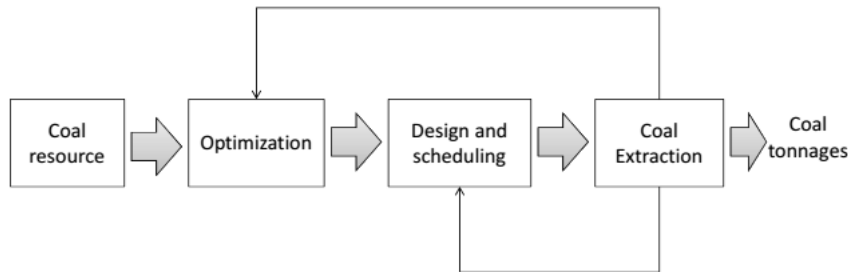 Coal
resource
Optimization
Design and
scheduling
Coal
Extraction
Coal
tonnages